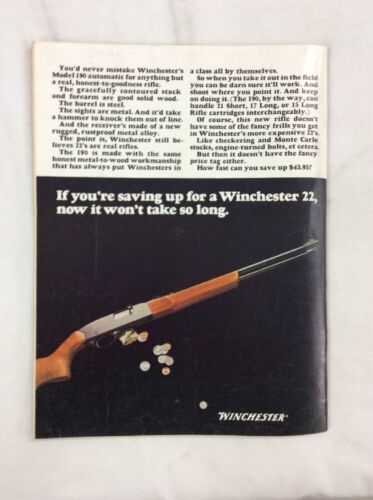 You'd never mistake Winchester's
Model 190 automatic for anything but
a real, honest-to-goodness rifle.
The gracefully contoured stock
and forearm are good solid wood.
The barrel is steel.
The sights are metal. And it'd take
a hammer to knock them out of line.
And the receiver's made of a new
rugged, rustproof metal alloy.
The point is, Winchester still be-
lieves 22's are real rifles.
The 190 is made with the same
honest metal-to-wood workmanship
that has always put Winchesters in
a class all by themselves.
So when you take it out in the field
you can be darn sure it'll work. And
shoot where you point it. And keep
on doing it. (The 190, by the way, can
handle 21 Short, 17 Long, or 15 Long
Rifle cartridges interchangeably.)
Of course, this new rifle doesn't
have some of the fancy frills you get
in Winchester's more expensive 22's.
Like checkering and Monte Carlo
stocks, engine-turned bolts, et cetera.
But then it doesn't have the fancy
price tag either.
How fast can you save up $43.95?
If you're saving up for a Winchester 22,
now it won't take so long.
WINCHESTER